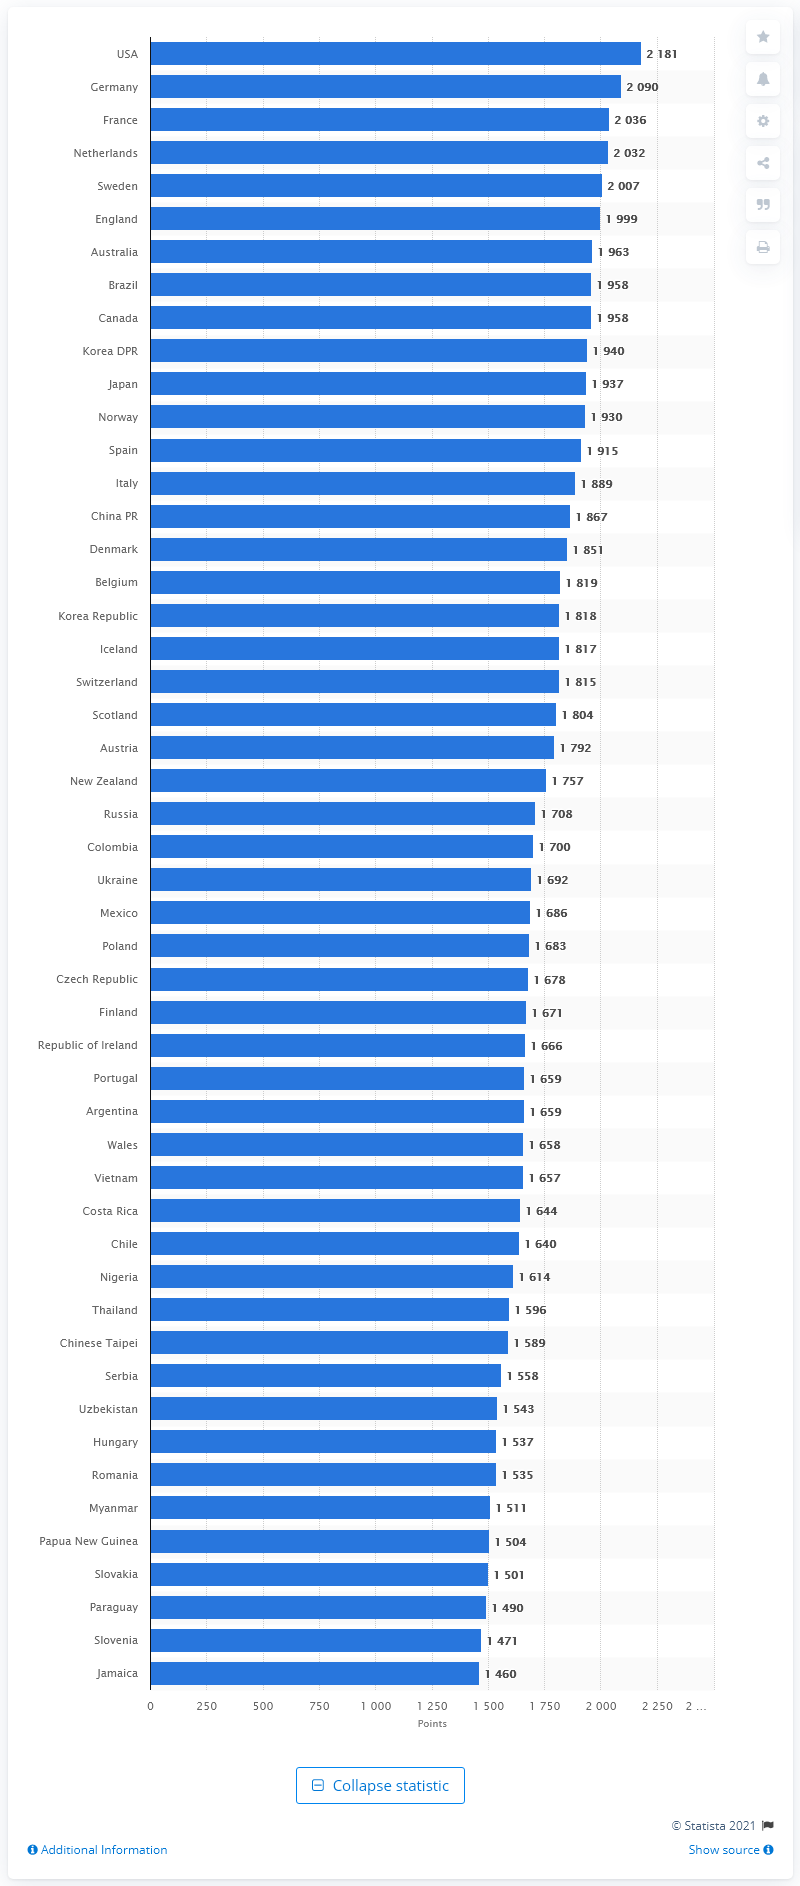 USA 2 181
Germany 2 090
France 2 036
Netherlands 2 032
Sweden 2 007
England 1 999
Australia 1 963
Brazil 1 958
Canada 1 958
Korea DPR 1 940
Japan 1 937
Norway 1 930
Spain 1 915
Italy 1 889
China PR 1 867
Denmark 1 851
Belgium 1 819
Korea Republic 1 818
Iceland 1 817
Switzerland 1 815
Scotland 1 804
Austria 1 792
New Zealand 1 757
Russia 1 708
Colombia 1 700
Ukraine 1 692
Mexico 1 686
Poland 1 683
Czech Republic 1 678
Finland 1 671
Republic of Ireland 1 666
Portugal 1 659
Argentina 1 659
Wales 1 658
Vietnam 1 657
Costa Rica 1 644
Chile 1 640
Nigeria 1 614
Thailand 1 596
Chinese Taipei 1 589
Serbia 1 558
Uzbekistan 1 543
Hungary 1 537
Romania 1 535
Myanmar 1 511
Papua New Guinea 1 504
Slovakia 1 501
Paraguay 1 490
Slovenia 1 471
Jamaica 1 460
0 250 500 750 1 000 1 250 1 500 1 750 2 000 2 250 2 ...
Points
Collapse statistic
© Statista 2021
Additional Information Show source